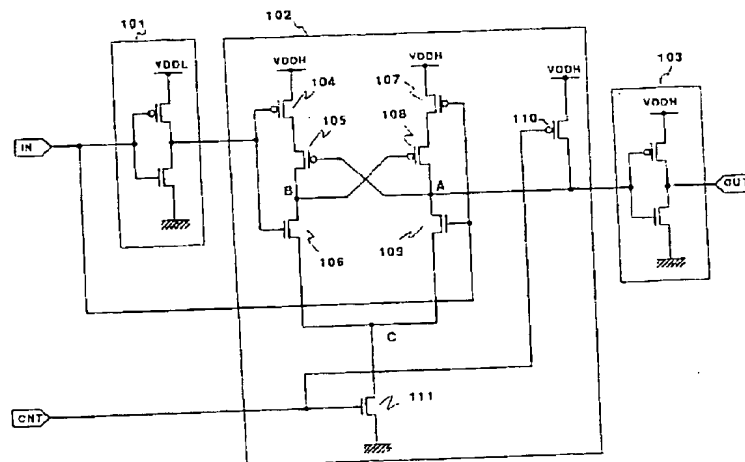 101
102
VDDL
VDDH
VDDH
104
107
VDDH
103
VDDH
110
105
108
IN
B
A
OUT
106
109
C
CNT
111